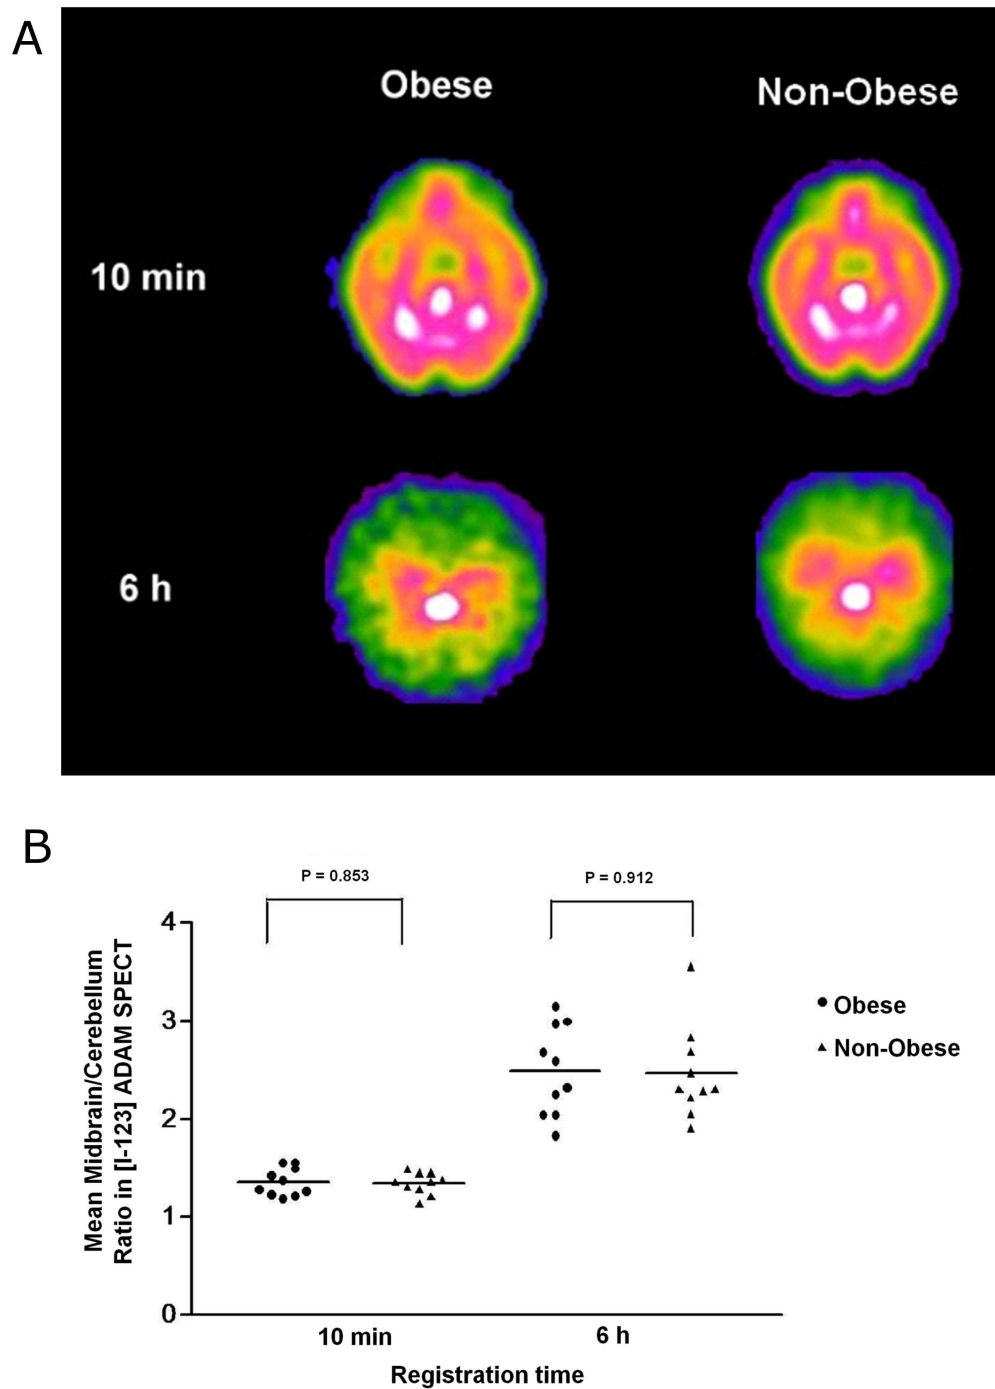 A
Obese
Non-Obese
10 min
6 h
B
P = 0.853
P = 0.912
4
3
2
1
0
Mean Midbrain/Cerebellum
Ratio in [I-123] ADAM SPECT
Obese
Non-Obese
10 min
6 h
Registration time